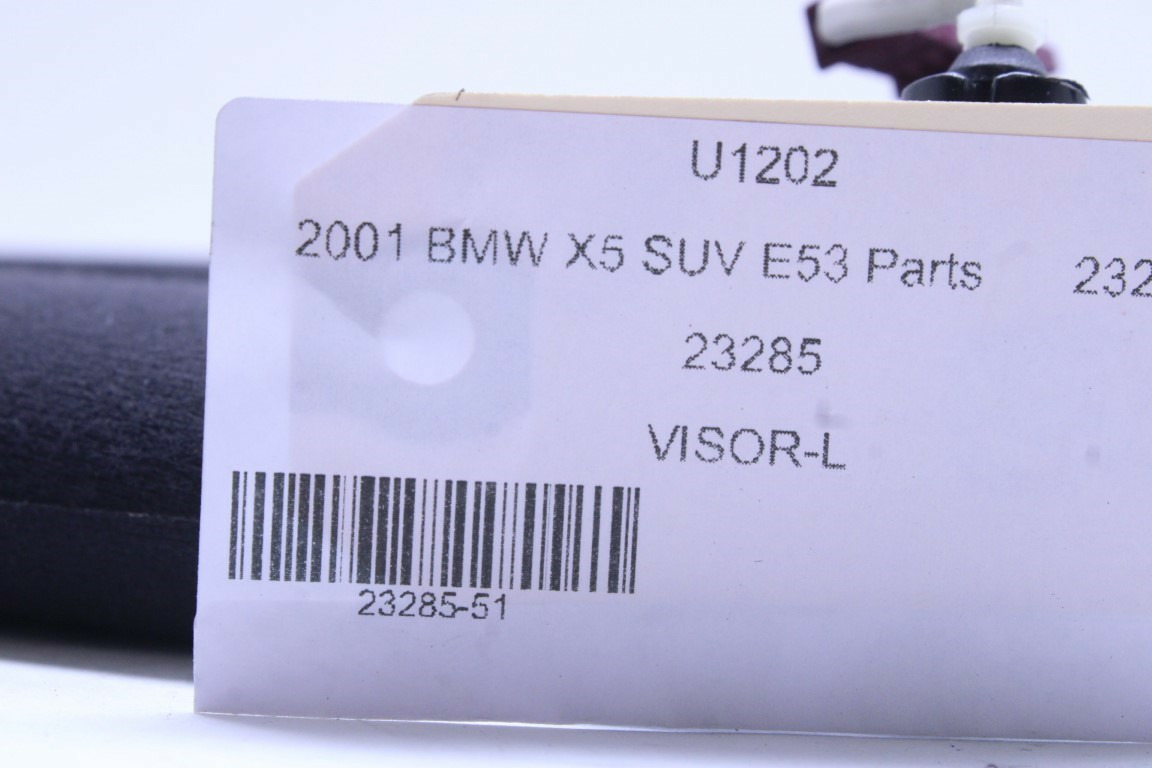 U1202
2001 BMW X5 SUV E53 Parts 232
23285
VISOR-L
23285-51